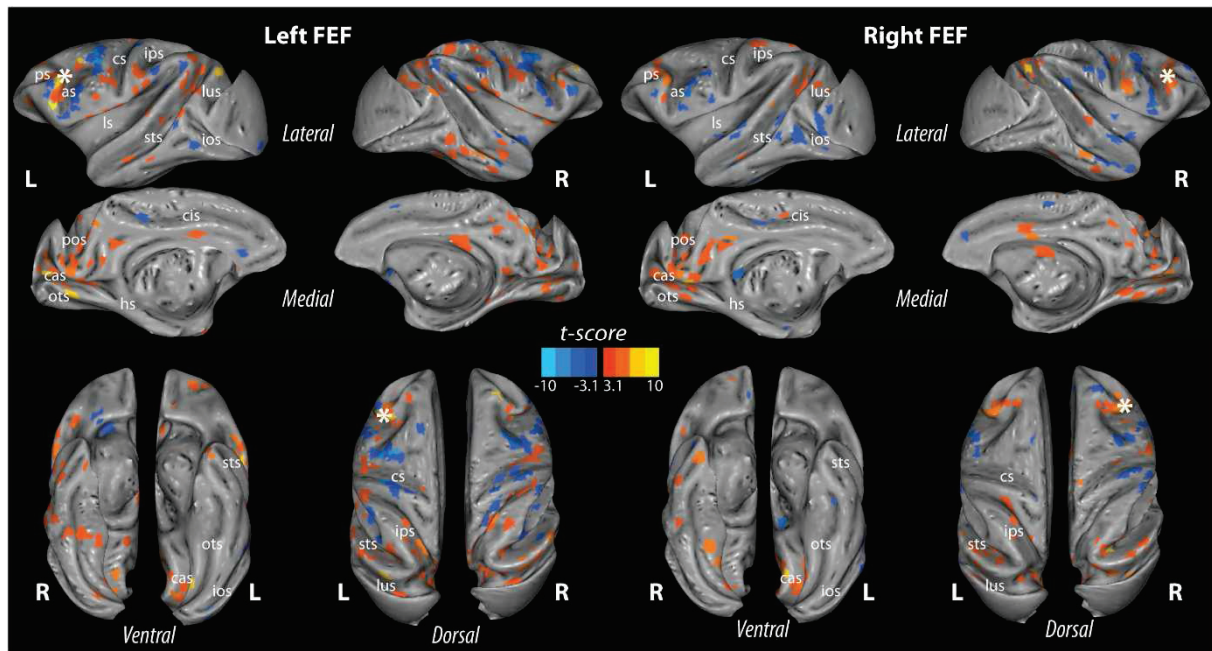 Left FEF
Right FEF
ps
*
as
cs
ips
lus
ls
sts
ios
Lateral
L
R
ps
as
cs
ips
lus
*
ls
sts
ios
Lateral
L
R
cis
pos
cas
ots
hs
Medial
cis
pos
cas
ots
hs
Medial
t-score
-10 -3.1 3.1 10
sts
ots
cas
ios
R
L
Ventral
*
cs
ips
sts
lus
L
R
Dorsal
sts
ots
cas
ios
R
L
Ventral
*
cs
ips
sts
lus
L
R
Dorsal